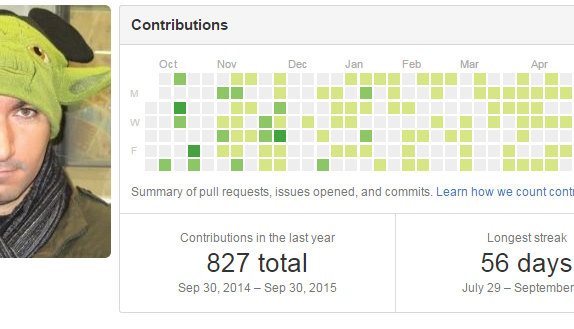 Contributions
Oct Nov Dec Jan Feb Mar Apr
M
W
F
Summary of pull requests, issues opened, and commits. Learn how we count
Contributions in the last year
827 total
Sep 30, 2014 – Sep 30, 2015
Longest streak
56 days
July 29 – September